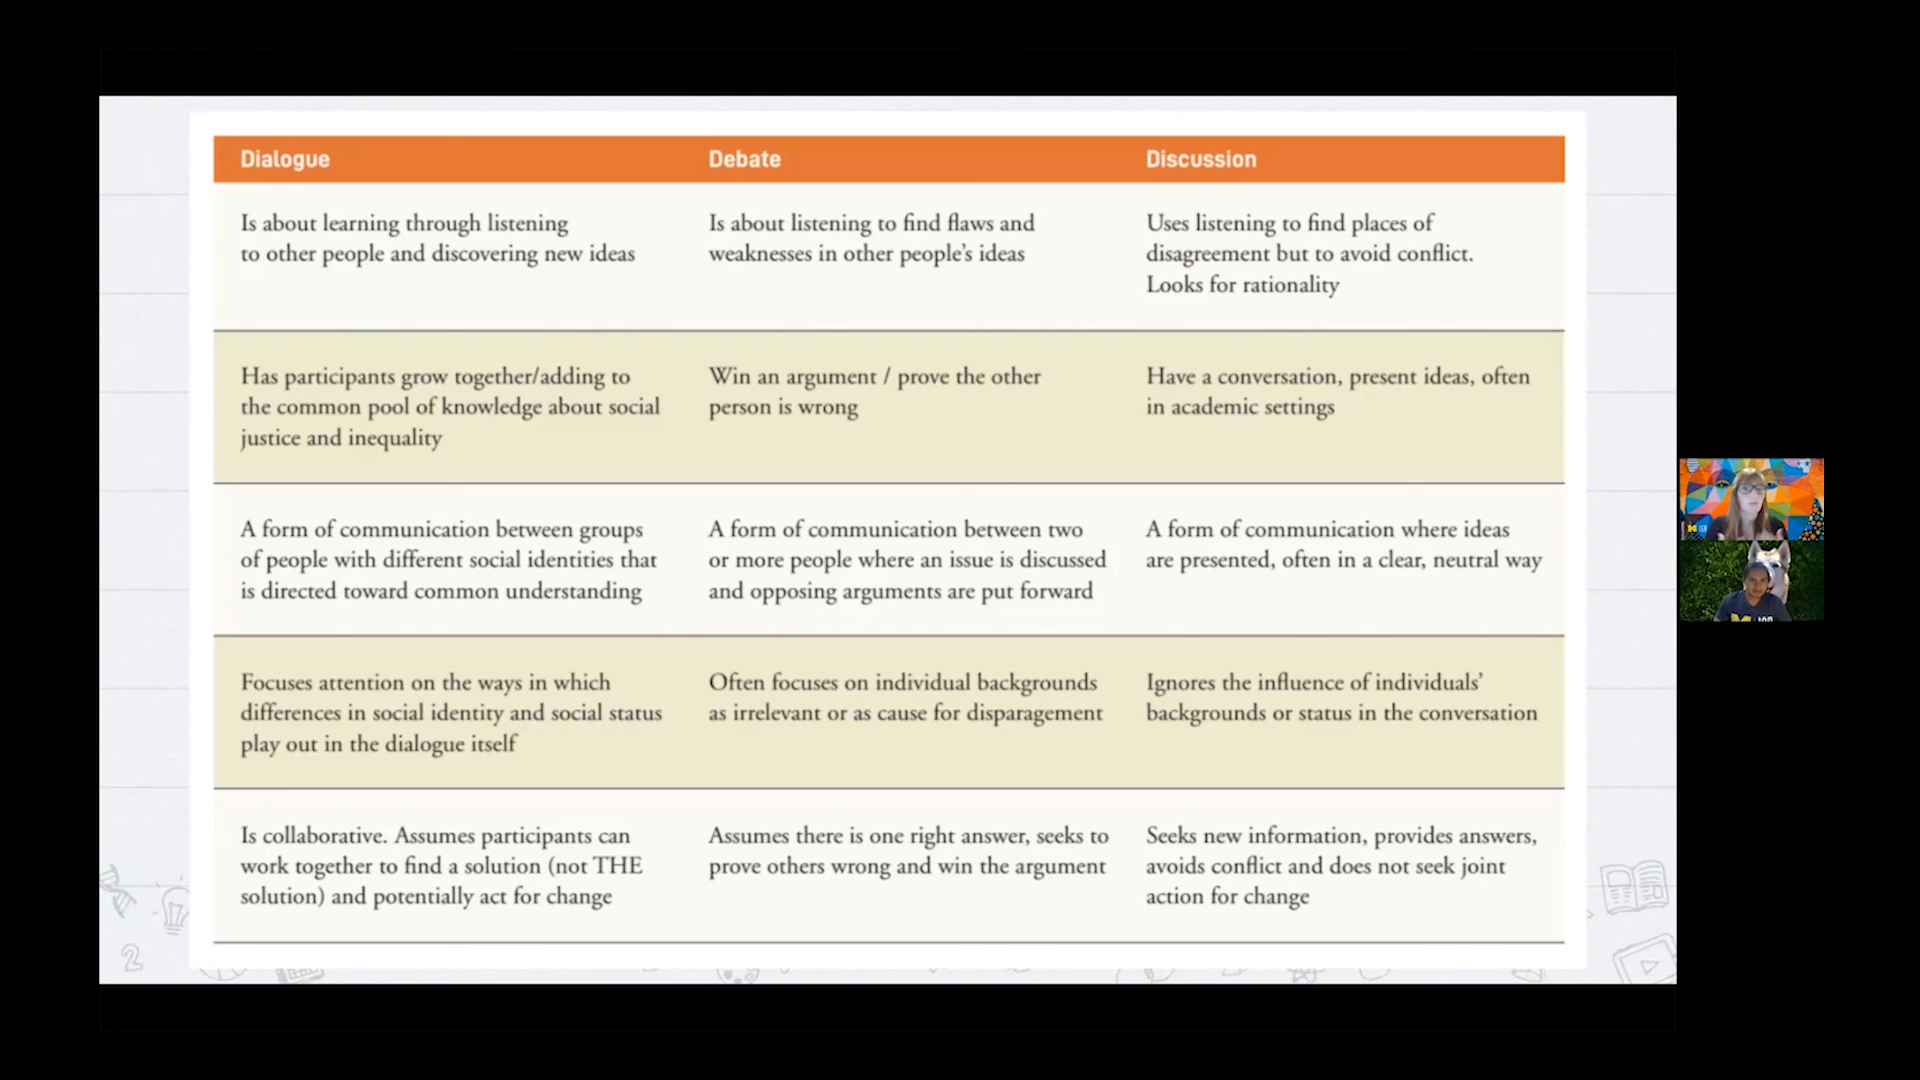 Dialogue
Debate
Discussion
Is about learning through listening
to other people and discovering new ideas
Is about listening to find flaws and
weaknesses in other people's ideas
Uses listening to find places of
disagreement but to avoid conflict.
Looks for rationality
Has participants grow together/adding to
the common pool of knowledge about social
justice and inequality
Win an argument / prove the other
person is wrong
Have a conversation, present ideas, often
in academic settings
A form of communication between groups
of people with different social identities that
is directed toward common understanding
A form of communication between two
or more people where an issue is discussed
and opposing arguments are put forward
A form of communication where ideas
are presented, often in a clear, neutral way
Focuses attention on the ways in which
differences in social identity and social status
play out in the dialogue itself
Often focuses on individual backgrounds
as irrelevant or as cause for disparagement
Ignores the influence of individuals'
backgrounds or status in the conversation
Is collaborative. Assumes participants can
work together to find a solution (not THE
solution) and potentially act for change
Assumes there is one right answer, seeks to
prove others wrong and win the argument
Seeks new information, provides answers,
avoids conflict and does not seek joint
action for change
2